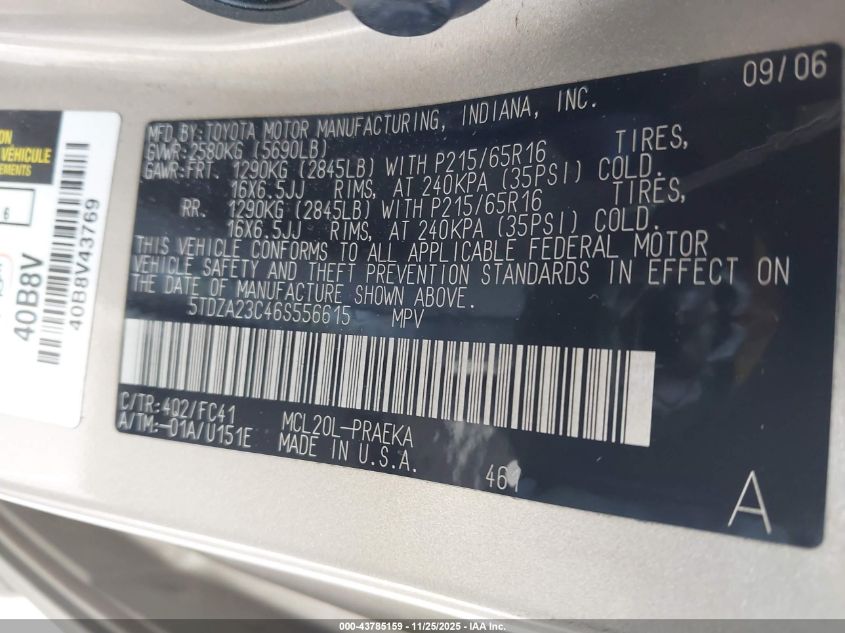 09/06
MFD.BY:TOYOTA MOTOR MANUFACTURING, INDIANA, INC.
GVWR:2580KG (5690LB)
GAWR:FRT. 1290KG (2845LB) WITH P215/65R16 TIRES,
16X6.5JJ RIMS, AT 240KPA (35PSI) COLD.
RR. 1290KG (2845LB) WITH P215/65R16 TIRES,
16X6.5JJ RIMS, AT 240KPA (35PSI) COLD.
THIS VEHICLE CONFORMS TO ALL APPLICABLE FEDERAL MOTOR
VEHICLE SAFETY AND THEFT PREVENTION STANDARDS IN EFFECT ON
THE DATE OF MANUFACTURE SHOWN ABOVE.
5TDZA23C46S556615 MPV
C/TR:4Q2/FC41
A/TM:-01A/U151E
MCL20L-PRAEKA
MADE IN U.S.A.
461
A
ON
VEHICULE
6
40B8V
40B8V43769
000-43785159 — 11/25/2025 — IAA Inc.